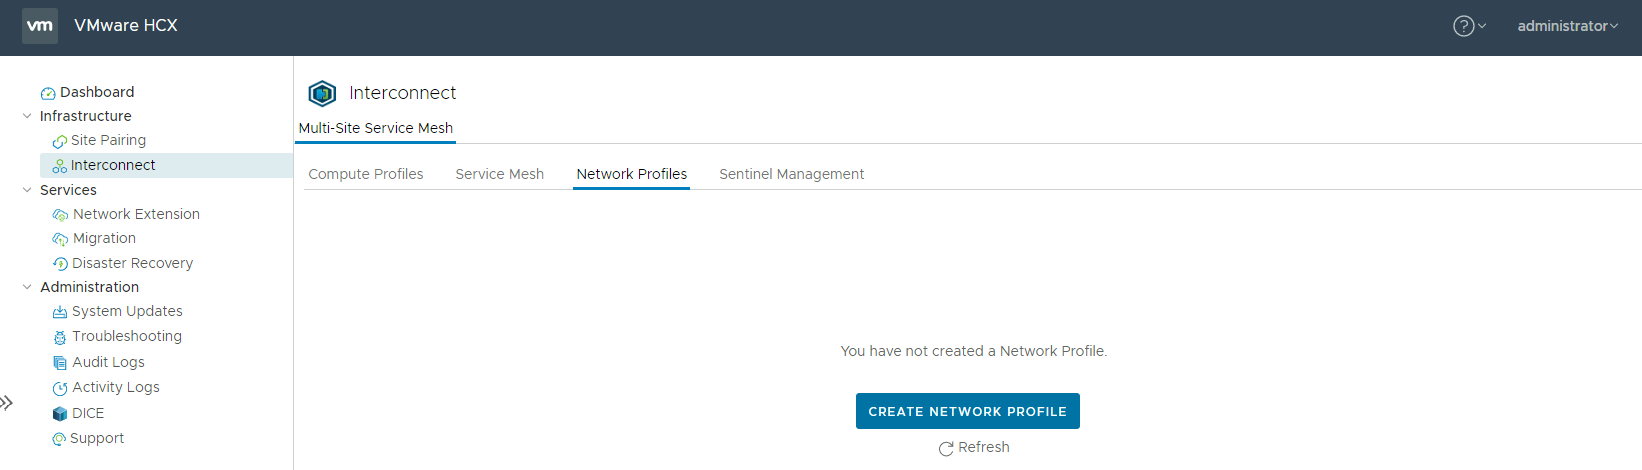 vm VMware HCX
? administrator
Dashboard
Infrastructure
Site Pairing
Interconnect
Services
Network Extension
Migration
Disaster Recovery
Administration
System Updates
Troubleshooting
Audit Logs
Activity Logs
DICE
Support
Interconnect
Multi-Site Service Mesh
Compute Profiles Service Mesh Network Profiles Sentinel Management
You have not created a Network Profile.
CREATE NETWORK PROFILE
Refresh